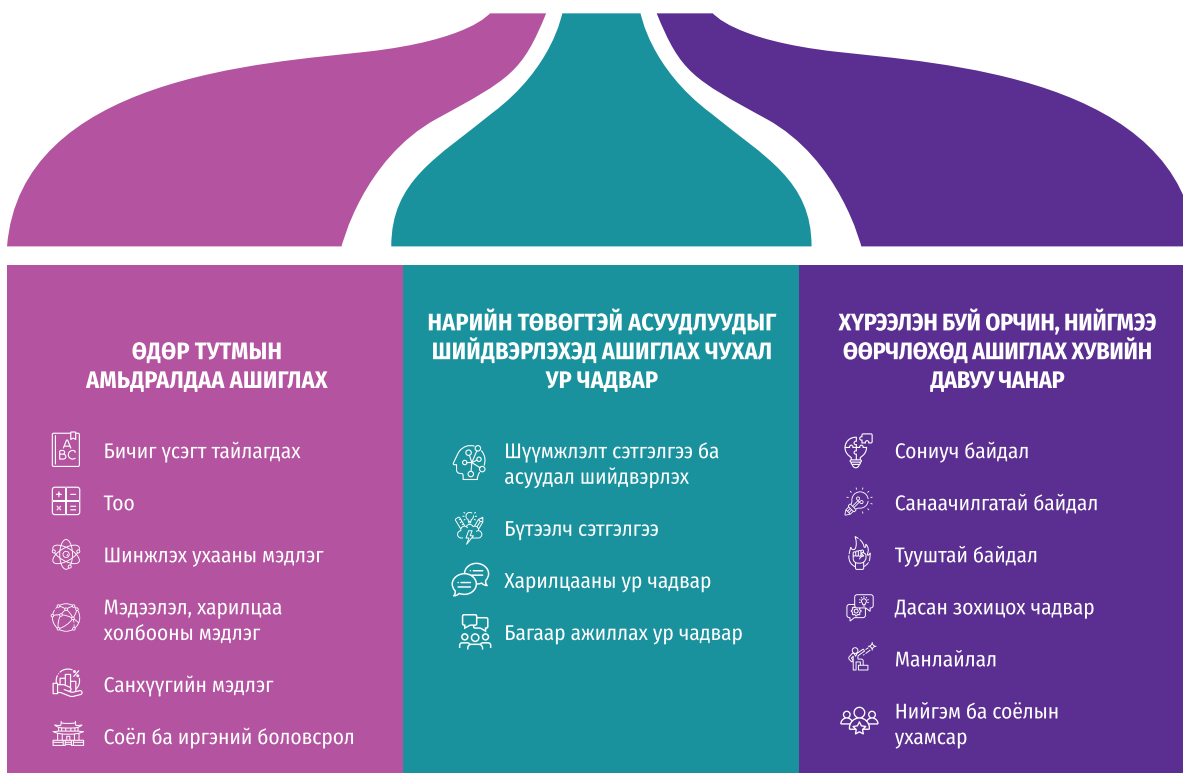 ӨДӨР ТУТМЫН
АМЬДРАЛДАА АШИГЛАХ
Бичиг үсэгт тайлагдах
Тоо
Шинжлэх ухааны мэдлэг
Мэдээлэл, харилцаа
холбооны мэдлэг
Санхүүгийн мэдлэг
Соёл ба иргэний боловсрол
НАРИЙН ТӨВӨГТЭЙ АСУУДЛУУДЫГ
ШИЙДВЭРЛЭХЭД АШИГЛАХ ЧУХАЛ
УР ЧАДВАР
Шүүмжлэлт сэтгэлгээ ба
асуудал шийдвэрлэх
Бүтээлч сэтгэлгээ
Харилцааны ур чадвар
Багаар ажиллах ур чадвар
ХҮРЭЭЛЭН БУЙ ОРЧИН, НИЙГМЭЭ
ӨӨРЧЛӨХӨД АШИГЛАХ ХУВИЙН
ДАВУУ ЧАНАР
Сониуч байдал
Санаачилгатай байдал
Тууштай байдал
Дасан зохицох чадвар
Манлайлал
Нийгэм ба соёлын
ухамсар